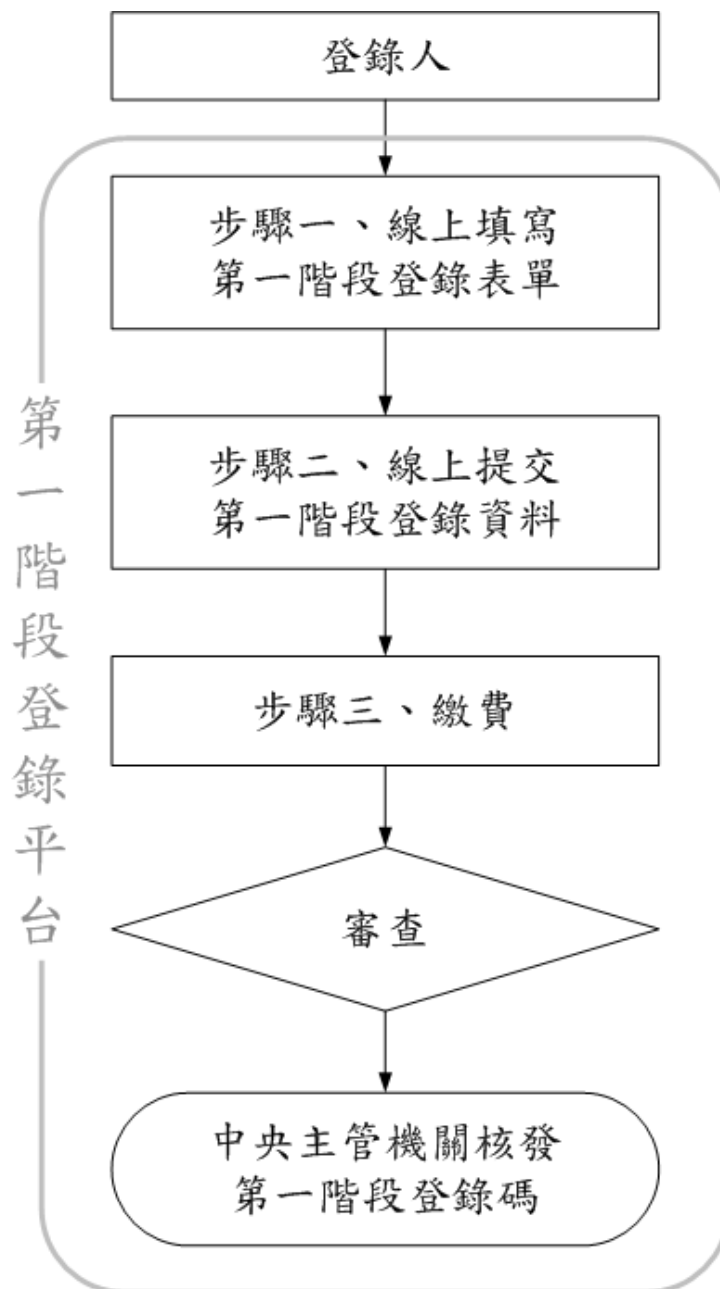 登錄人
步驟一、線上填寫
第一階段登錄表單
步驟二、線上提交
第一階段登錄資料
步驟三、繳費
審查
中央主管機關核發
第一階段登錄碼
第一階段登錄平台